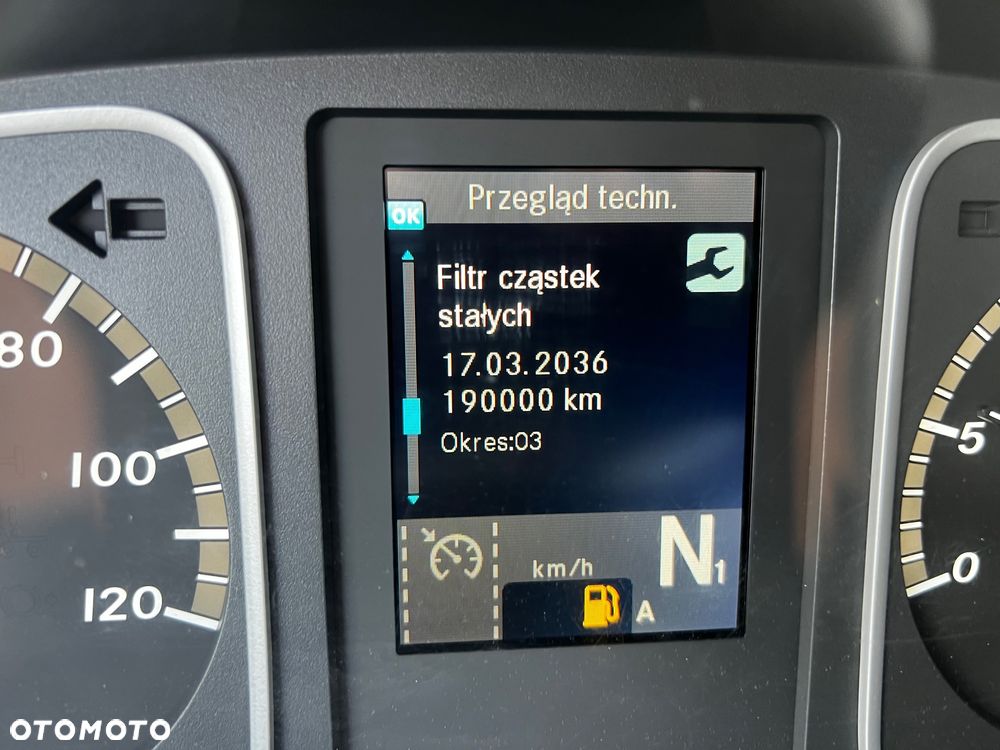 Przegląd techn.
OK
Filtr cząstek
stałych
17.03.2036
190000 km
Okres:03
km/h
N1
A
80
100
120
5
0
OTOMOTO